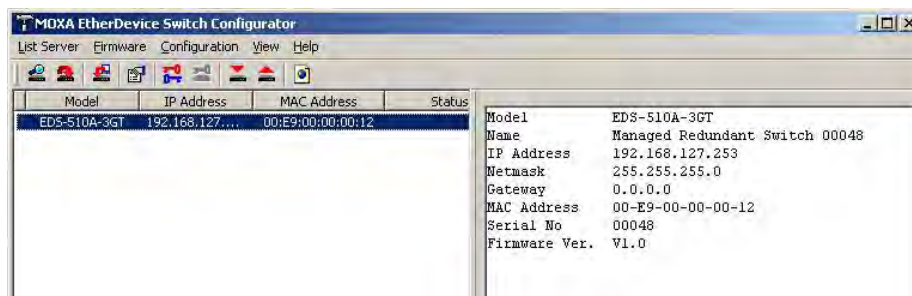 MOXA EtherDevice Switch Configurator
List Server Firmware Configuration View Help
Model IP Address MAC Address Status
EDS-510A-3GT 192.168.127.... 00:E9:00:00:00:12
Model EDS-510A-3GT
Name Managed Redundant Switch 00048
IP Address 192.168.127.253
Netmask 255.255.255.0
Gateway 0.0.0.0
MAC Address 00-E9-00-00-00-12
Serial No 00048
Firmware Ver. V1.0